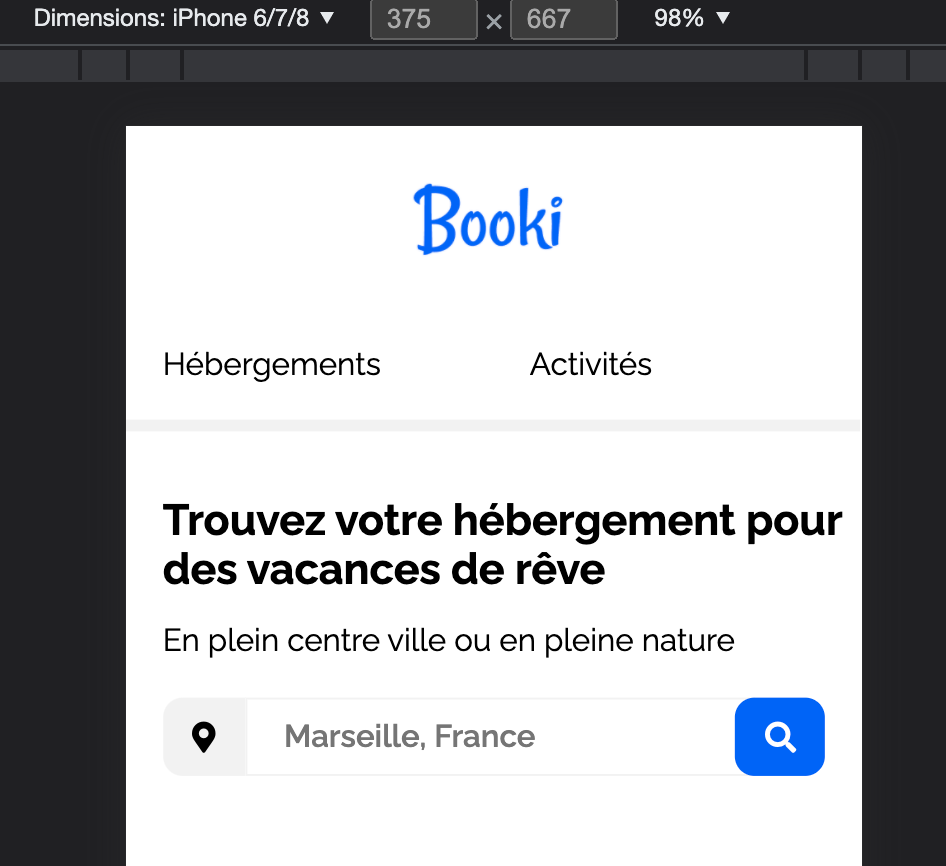 Dimensions: iPhone 6/7/8 ▼ 375 × 667 98% ▼
Booki
Hébergements Activités
Trouvez votre hébergement pour
des vacances de rêve
En plein centre ville ou en pleine nature
Marseille, France